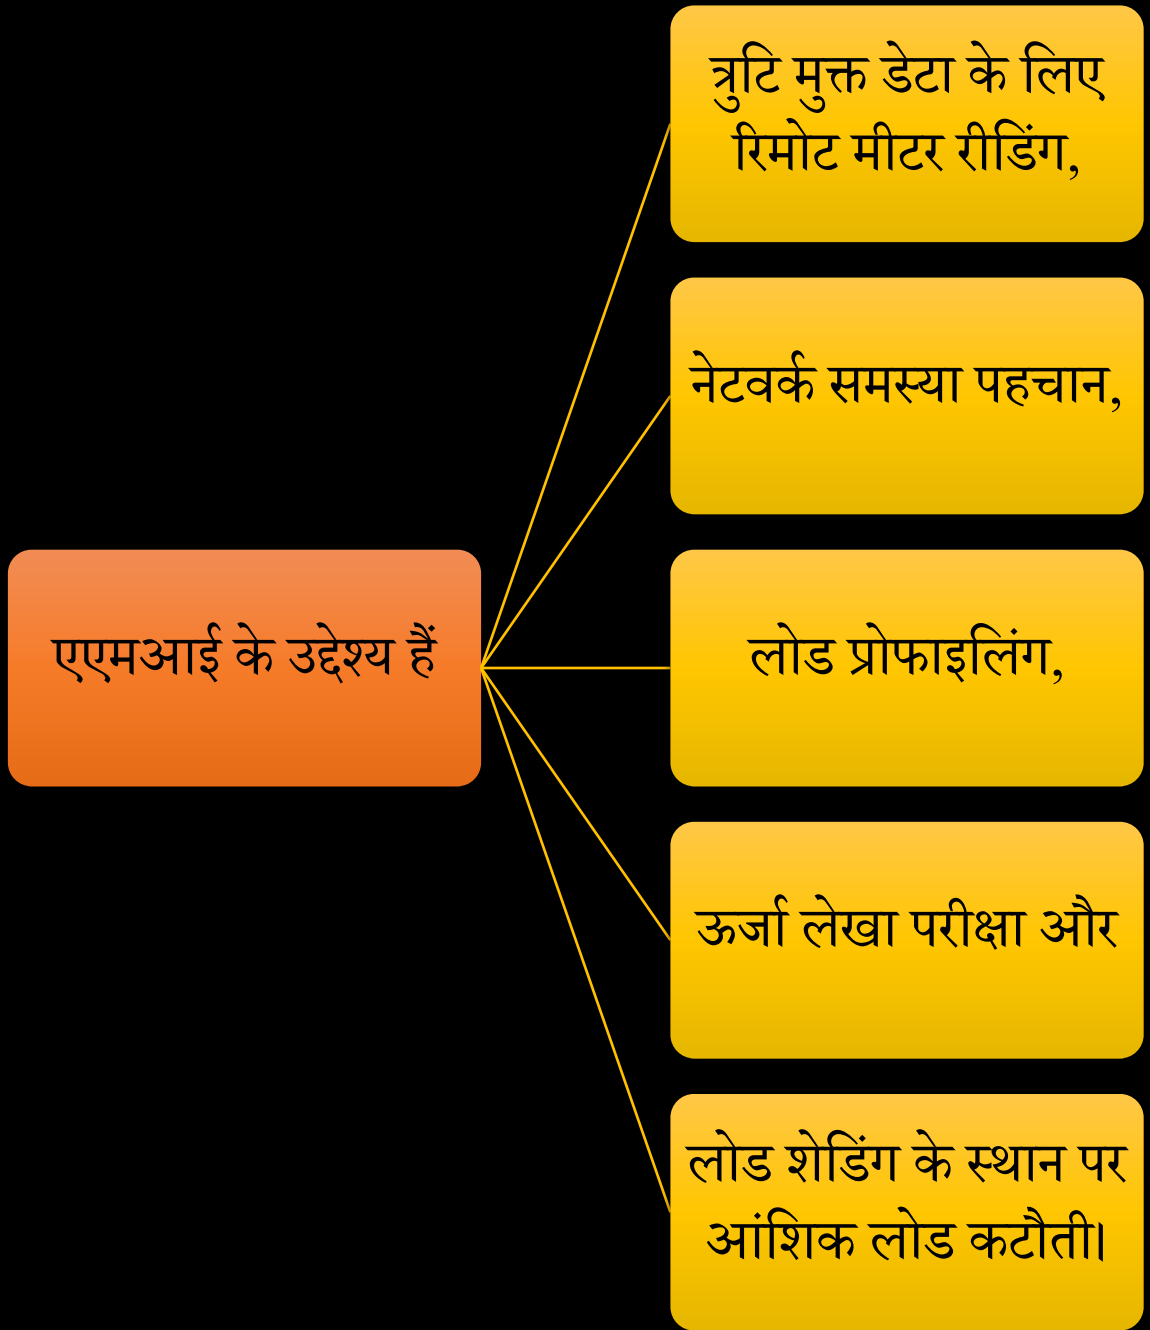 एएमआई के उद्देश्य हैं
त्रुटि मुक्त डेटा के लिए
रिमोट मीटर रीडिंग,
नेटवर्क समस्या पहचान,
लोड प्रोफाइलिंग,
ऊर्जा लेखा परीक्षा और
लोड शेडिंग के स्थान पर
आंशिक लोड कटौती।